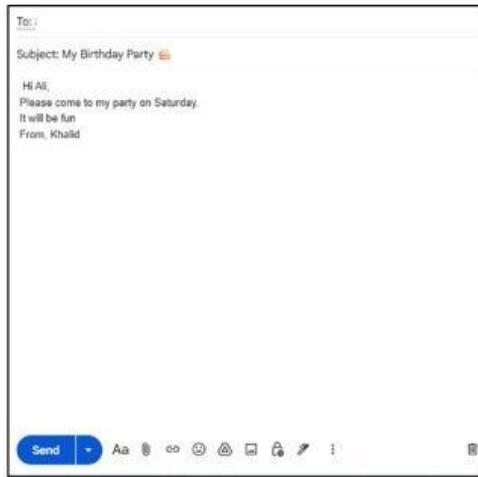 To: :
Subject: My Birthday Party 🎂
Hi Ali,
Please come to my party on Saturday.
It will be fun
From, Khalid
Send
Aa